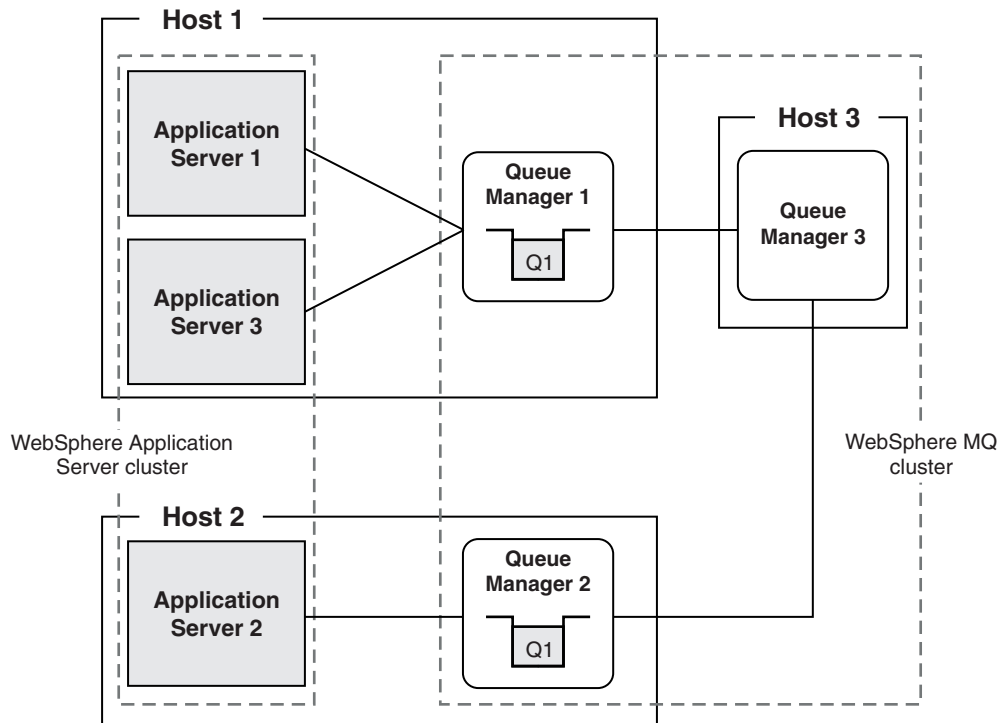 Host 1
Application
Server 1
Queue
Manager 1
Q1
Host 3
Queue
Manager 3
Application
Server 3
WebSphere Application
Server cluster
WebSphere MQ
cluster
Host 2
Application
Server 2
Queue
Manager 2
Q1